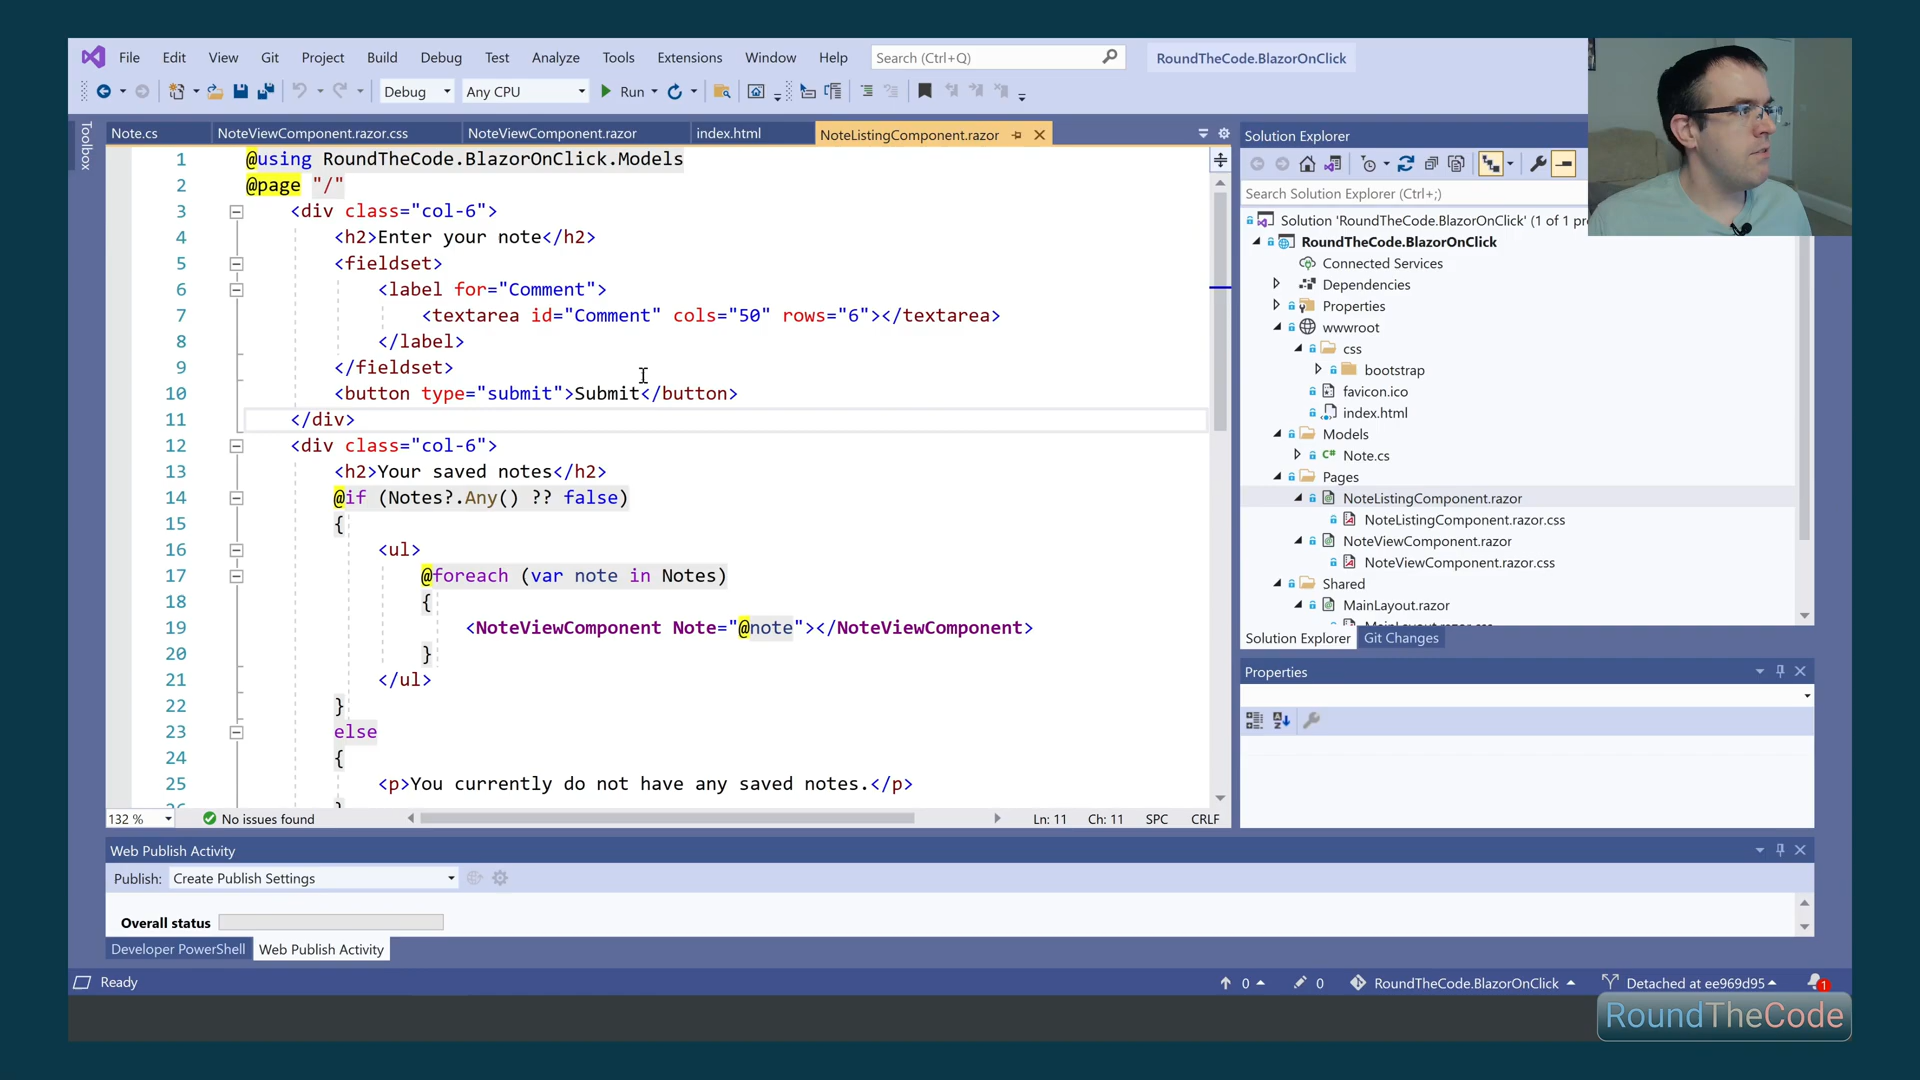 File Edit View Git Project Build Debug Test Analyze Tools Extensions Window Help Search (Ctrl+Q) RoundTheCode.BlazorOnClick
Debug Any CPU Run
Toolbox
Note.cs NoteViewComponent.razor.css NoteViewComponent.razor index.html NoteListingComponent.razor
1 @using RoundTheCode.BlazorOnClick.Models
2 @page "/"
3 <div class="col-6">
4 <h2>Enter your note</h2>
5 <fieldset>
6 <label for="Comment">
7 <textarea id="Comment" cols="50" rows="6"></textarea>
8 </label>
9 </fieldset>
10 <button type="submit">Submit</button>
11 </div>
12 <div class="col-6">
13 <h2>Your saved notes</h2>
14 @if (Notes?.Any() ?? false)
15 {
16 <ul>
17 @foreach (var note in Notes)
18 {
19 <NoteViewComponent Note="@note"></NoteViewComponent>
20 }
21 </ul>
22 }
23 else
24 {
25 <p>You currently do not have any saved notes.</p>
132 % No issues found Ln: 11 Ch: 11 SPC CRLF
Solution Explorer
Search Solution Explorer (Ctrl+;)
Solution 'RoundTheCode.BlazorOnClick' (1 of 1 pr
RoundTheCode.BlazorOnClick
Connected Services
Dependencies
Properties
wwwroot
css
bootstrap
favicon.ico
index.html
Models
C# Note.cs
Pages
NoteListingComponent.razor
NoteListingComponent.razor.css
NoteViewComponent.razor
NoteViewComponent.razor.css
Shared
MainLayout.razor
Solution Explorer Git Changes
Properties
Web Publish Activity
Publish: Create Publish Settings
Overall status
Developer PowerShell Web Publish Activity
Ready 0 0 RoundTheCode.BlazorOnClick Detached at ee969d95 1
RoundTheCode